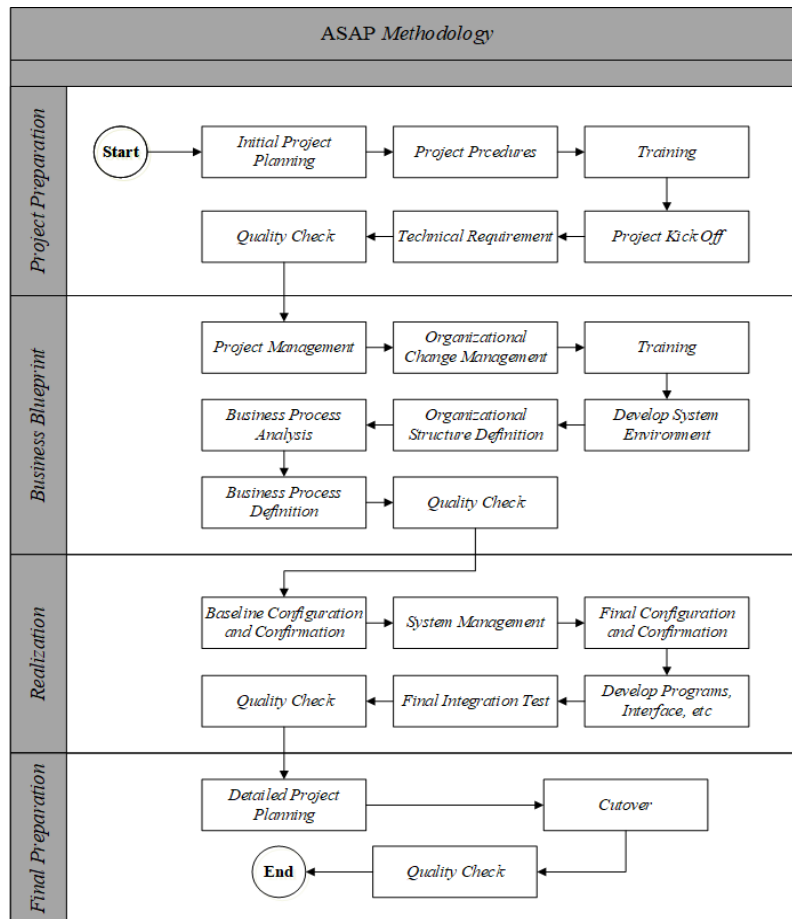 ASAP Methodology
Project Preparation
Start
Initial Project
Planning
Project Prcedures
Training
Quality Check
Technical Requirement
Project Kick Off
Business Blueprint
Project Management
Organizational
Change Management
Training
Business Process
Analysis
Organizational
Structure Definition
Develop System
Environment
Business Process
Definition
Quality Check
Realization
Baseline Configuration
and Confirmation
System Management
Final Configuration
and Confirmation
Quality Check
Final Integration Test
Develop Programs,
Interface, etc
Final Preparation
Detailed Project
Planning
Cutover
End
Quality Check